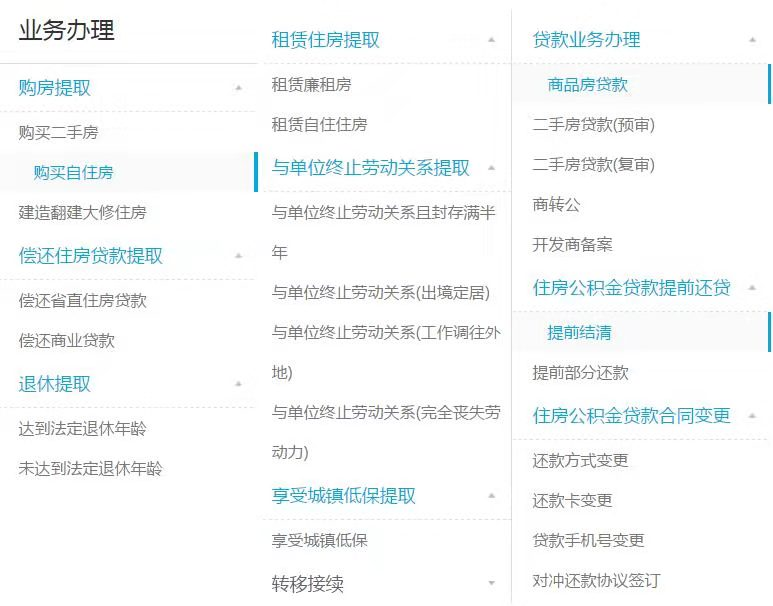 业务办理
购房提取
购买二手房
购买自住房
建造翻建大修住房
偿还住房贷款提取
偿还省直住房贷款
偿还商业贷款
退休提取
达到法定退休年龄
未达到法定退休年龄
租赁住房提取
租赁廉租房
租赁自住住房
与单位终止劳动关系提取
与单位终止劳动关系且封存满半
年
与单位终止劳动关系(出境定居)
与单位终止劳动关系(工作调往外
地)
与单位终止劳动关系(完全丧失劳
动力)
享受城镇低保提取
享受城镇低保
转移接续
贷款业务办理
商品房贷款
二手房贷款(预审)
二手房贷款(复审)
商转公
开发商备案
住房公积金贷款提前还贷
提前结清
提前部分还款
住房公积金贷款合同变更
还款方式变更
还款卡变更
贷款手机号变更
对冲还款协议签订